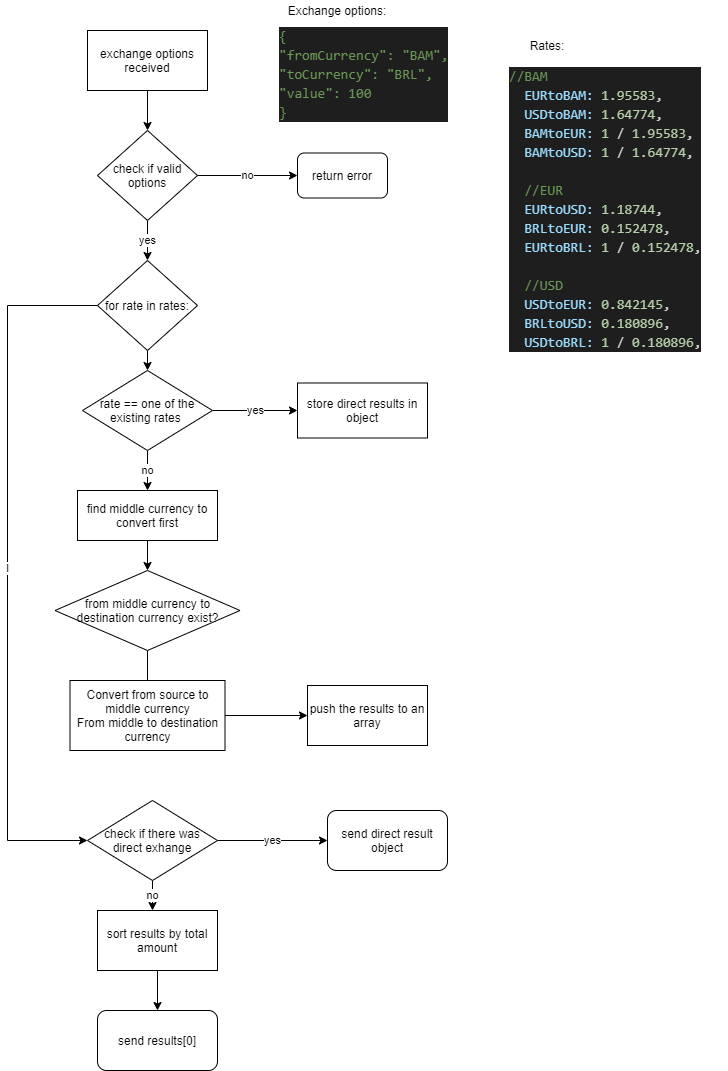 Exchange options:
{
"fromCurrency": "BAM",
"toCurrency": "BRL",
"value": 100
}
Rates:
//BAM
EURtoBAM: 1.95583,
USDtoBAM: 1.64774,
BAMtoEUR: 1 / 1.95583,
BAMtoUSD: 1 / 1.64774,
//EUR
EURtoUSD: 1.18744,
BRLtoEUR: 0.152478,
EURtoBRL: 1 / 0.152478,
//USD
USDtoEUR: 0.842145,
BRLtoUSD: 0.180896,
USDtoBRL: 1 / 0.180896,
exchange options
received
check if valid
options
no
return error
yes
for rate in rates:
rate == one of the
existing rates
yes
store direct results in
object
no
find middle currency to
convert first
from middle currency to
destination currency exist?
Convert from source to
middle currency
From middle to destination
currency
push the results to an
array
check if there was
direct exhange
yes
send direct result
object
no
sort results by total
amount
send results[0]